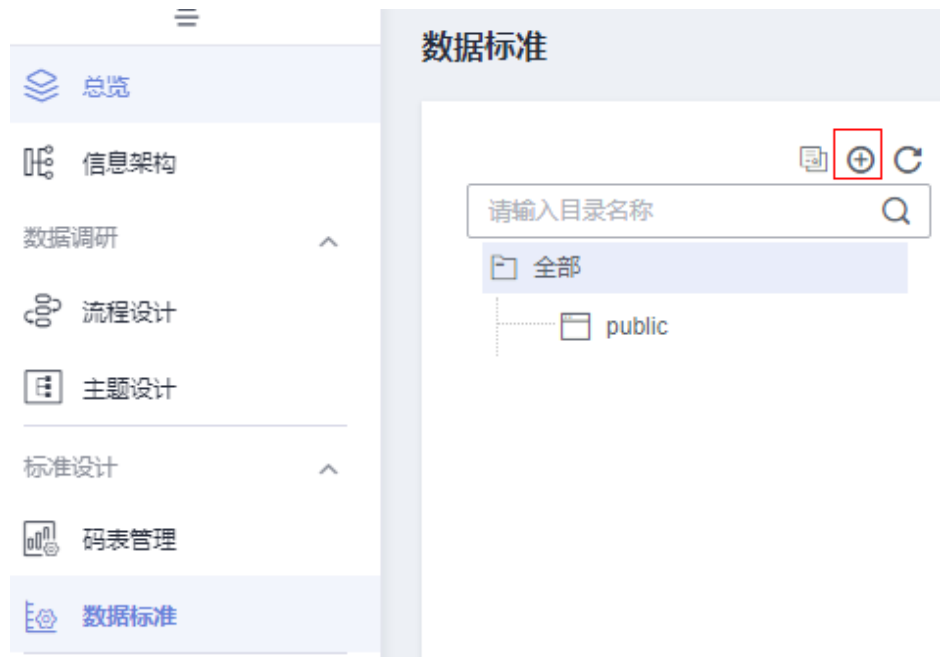 总览
信息架构
数据调研
流程设计
主题设计
标准设计
码表管理
数据标准
数据标准
请输入目录名称
全部
public